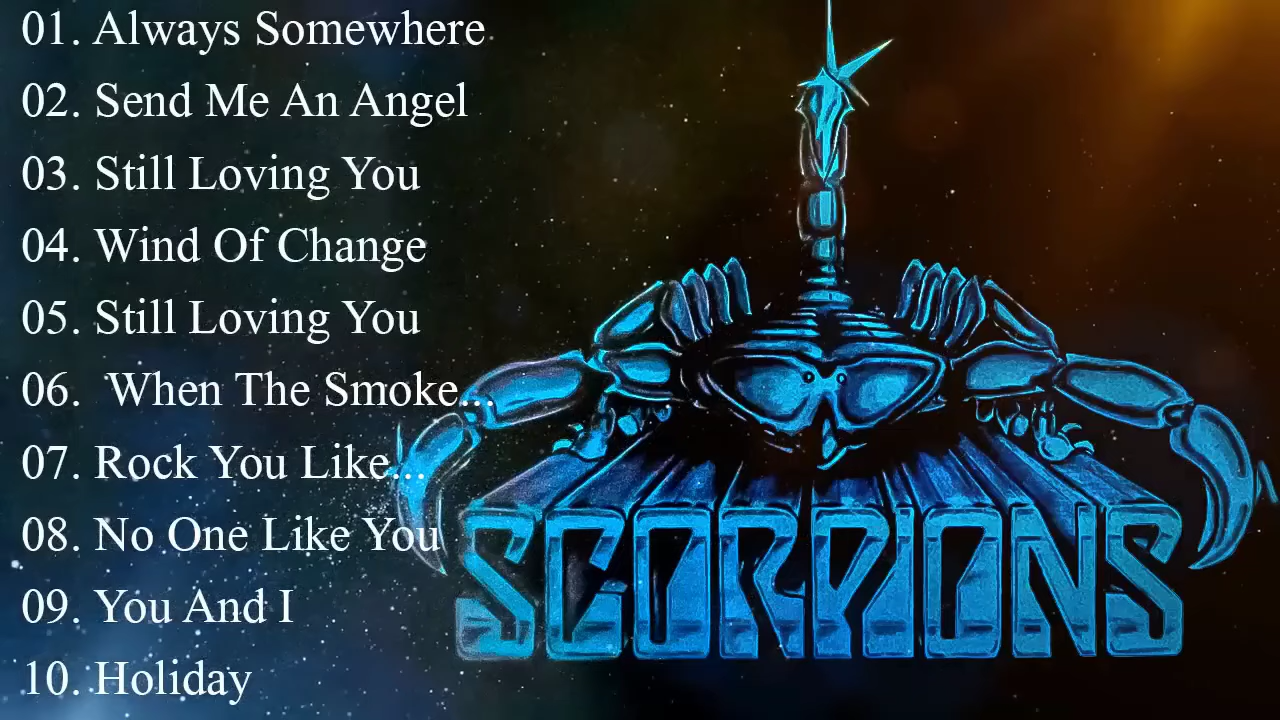 01. Always Somewhere
02. Send Me An Angel
03. Still Loving You
04. Wind Of Change
05. Still Loving You
06. When The Smoke...
07. Rock You Like...
08. No One Like You
09. You And I
10. Holiday
SCORPIONS